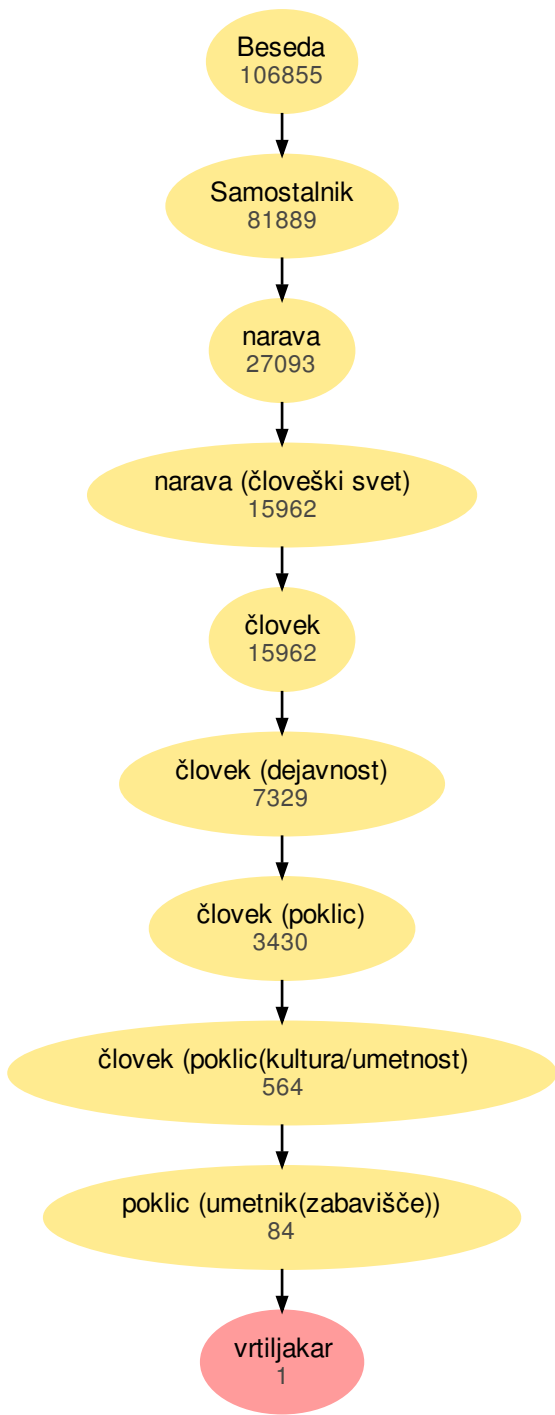 Beseda
106855
Samostalnik
81889
narava
27093
narava (človeški svet)
15962
človek
15962
človek (dejavnost)
7329
človek (poklic)
3430
človek (poklic(kultura/umetnost)
564
poklic (umetnik(zabavišče))
84
vrtiljakar
1